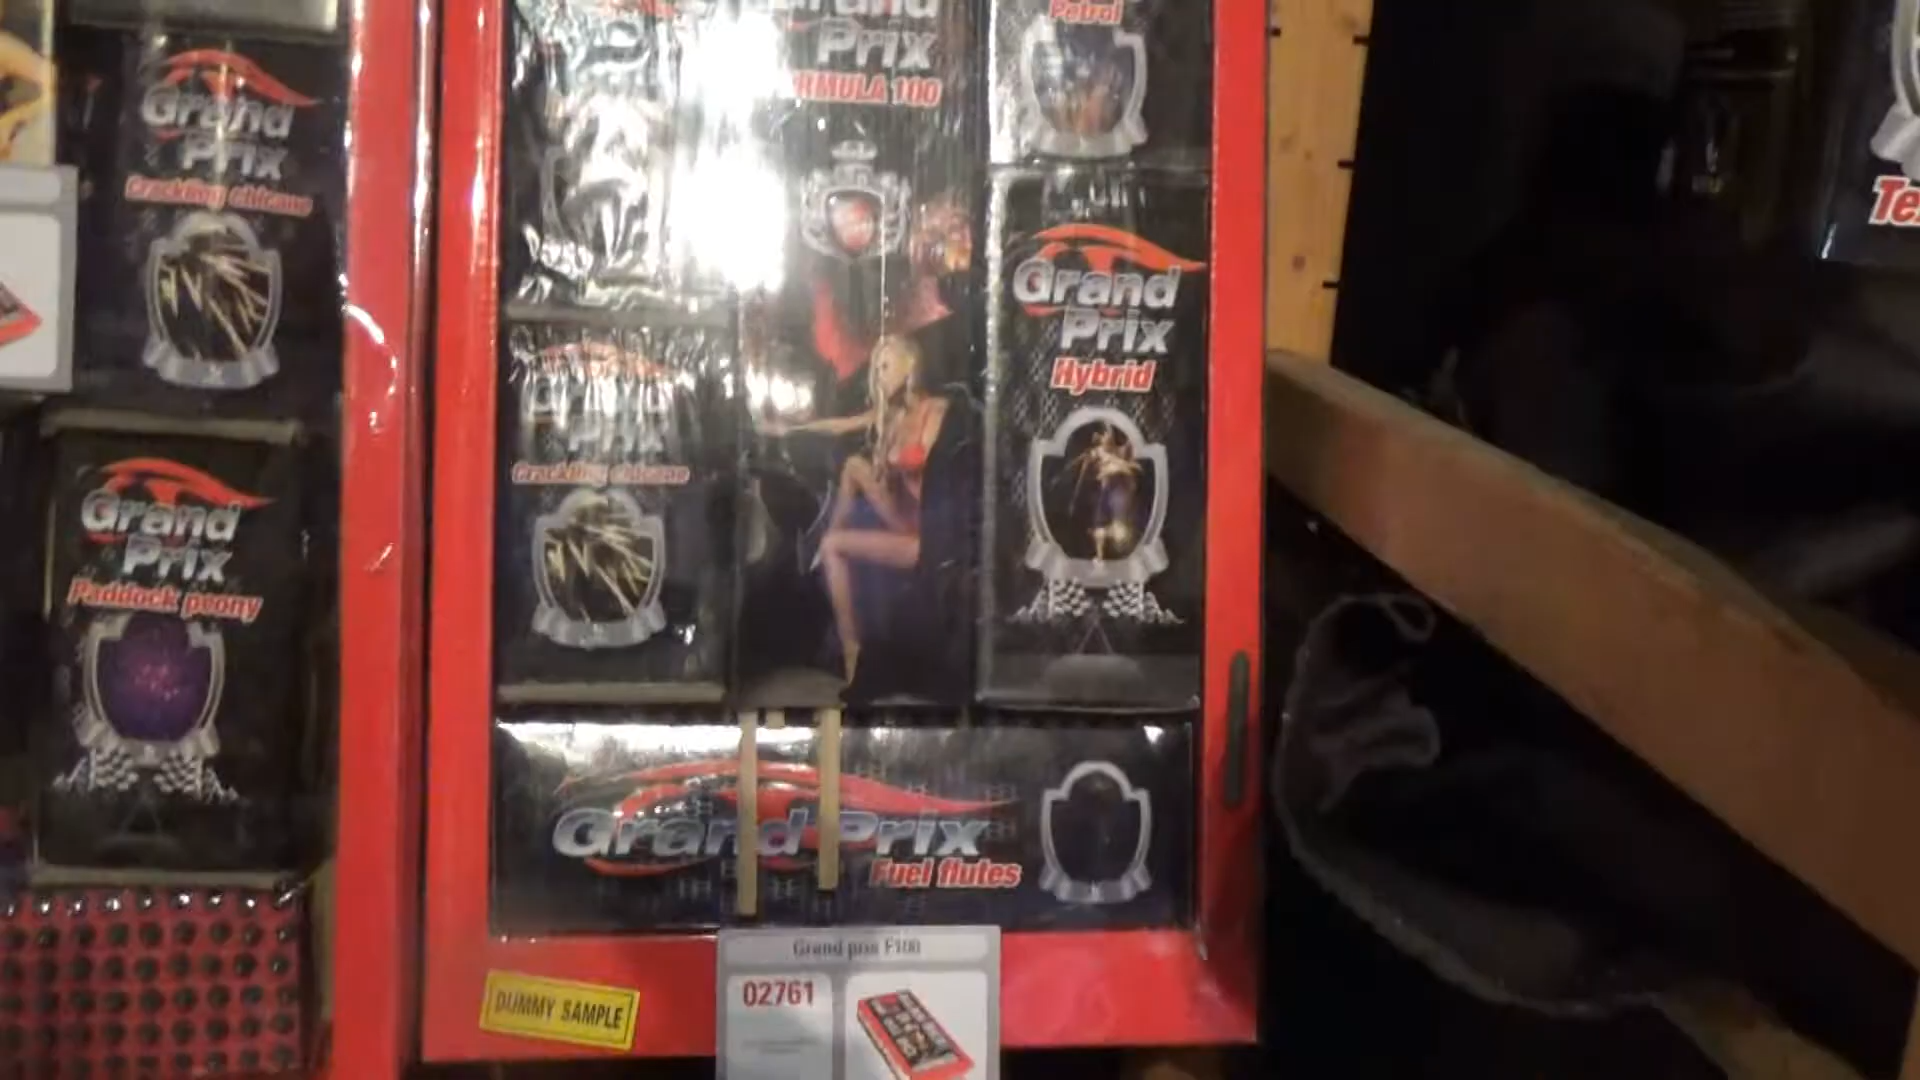 Grand
Prix
Crackling chicane
Grand
Prix
Paddock peony
Grand
Prix
FORMULA 100
Petrol
Grand
Prix
Crackling chicane
Grand
Prix
Hybrid
Grand Prix
Fuel flutes
DUMMY SAMPLE
Grand prix F100
02761